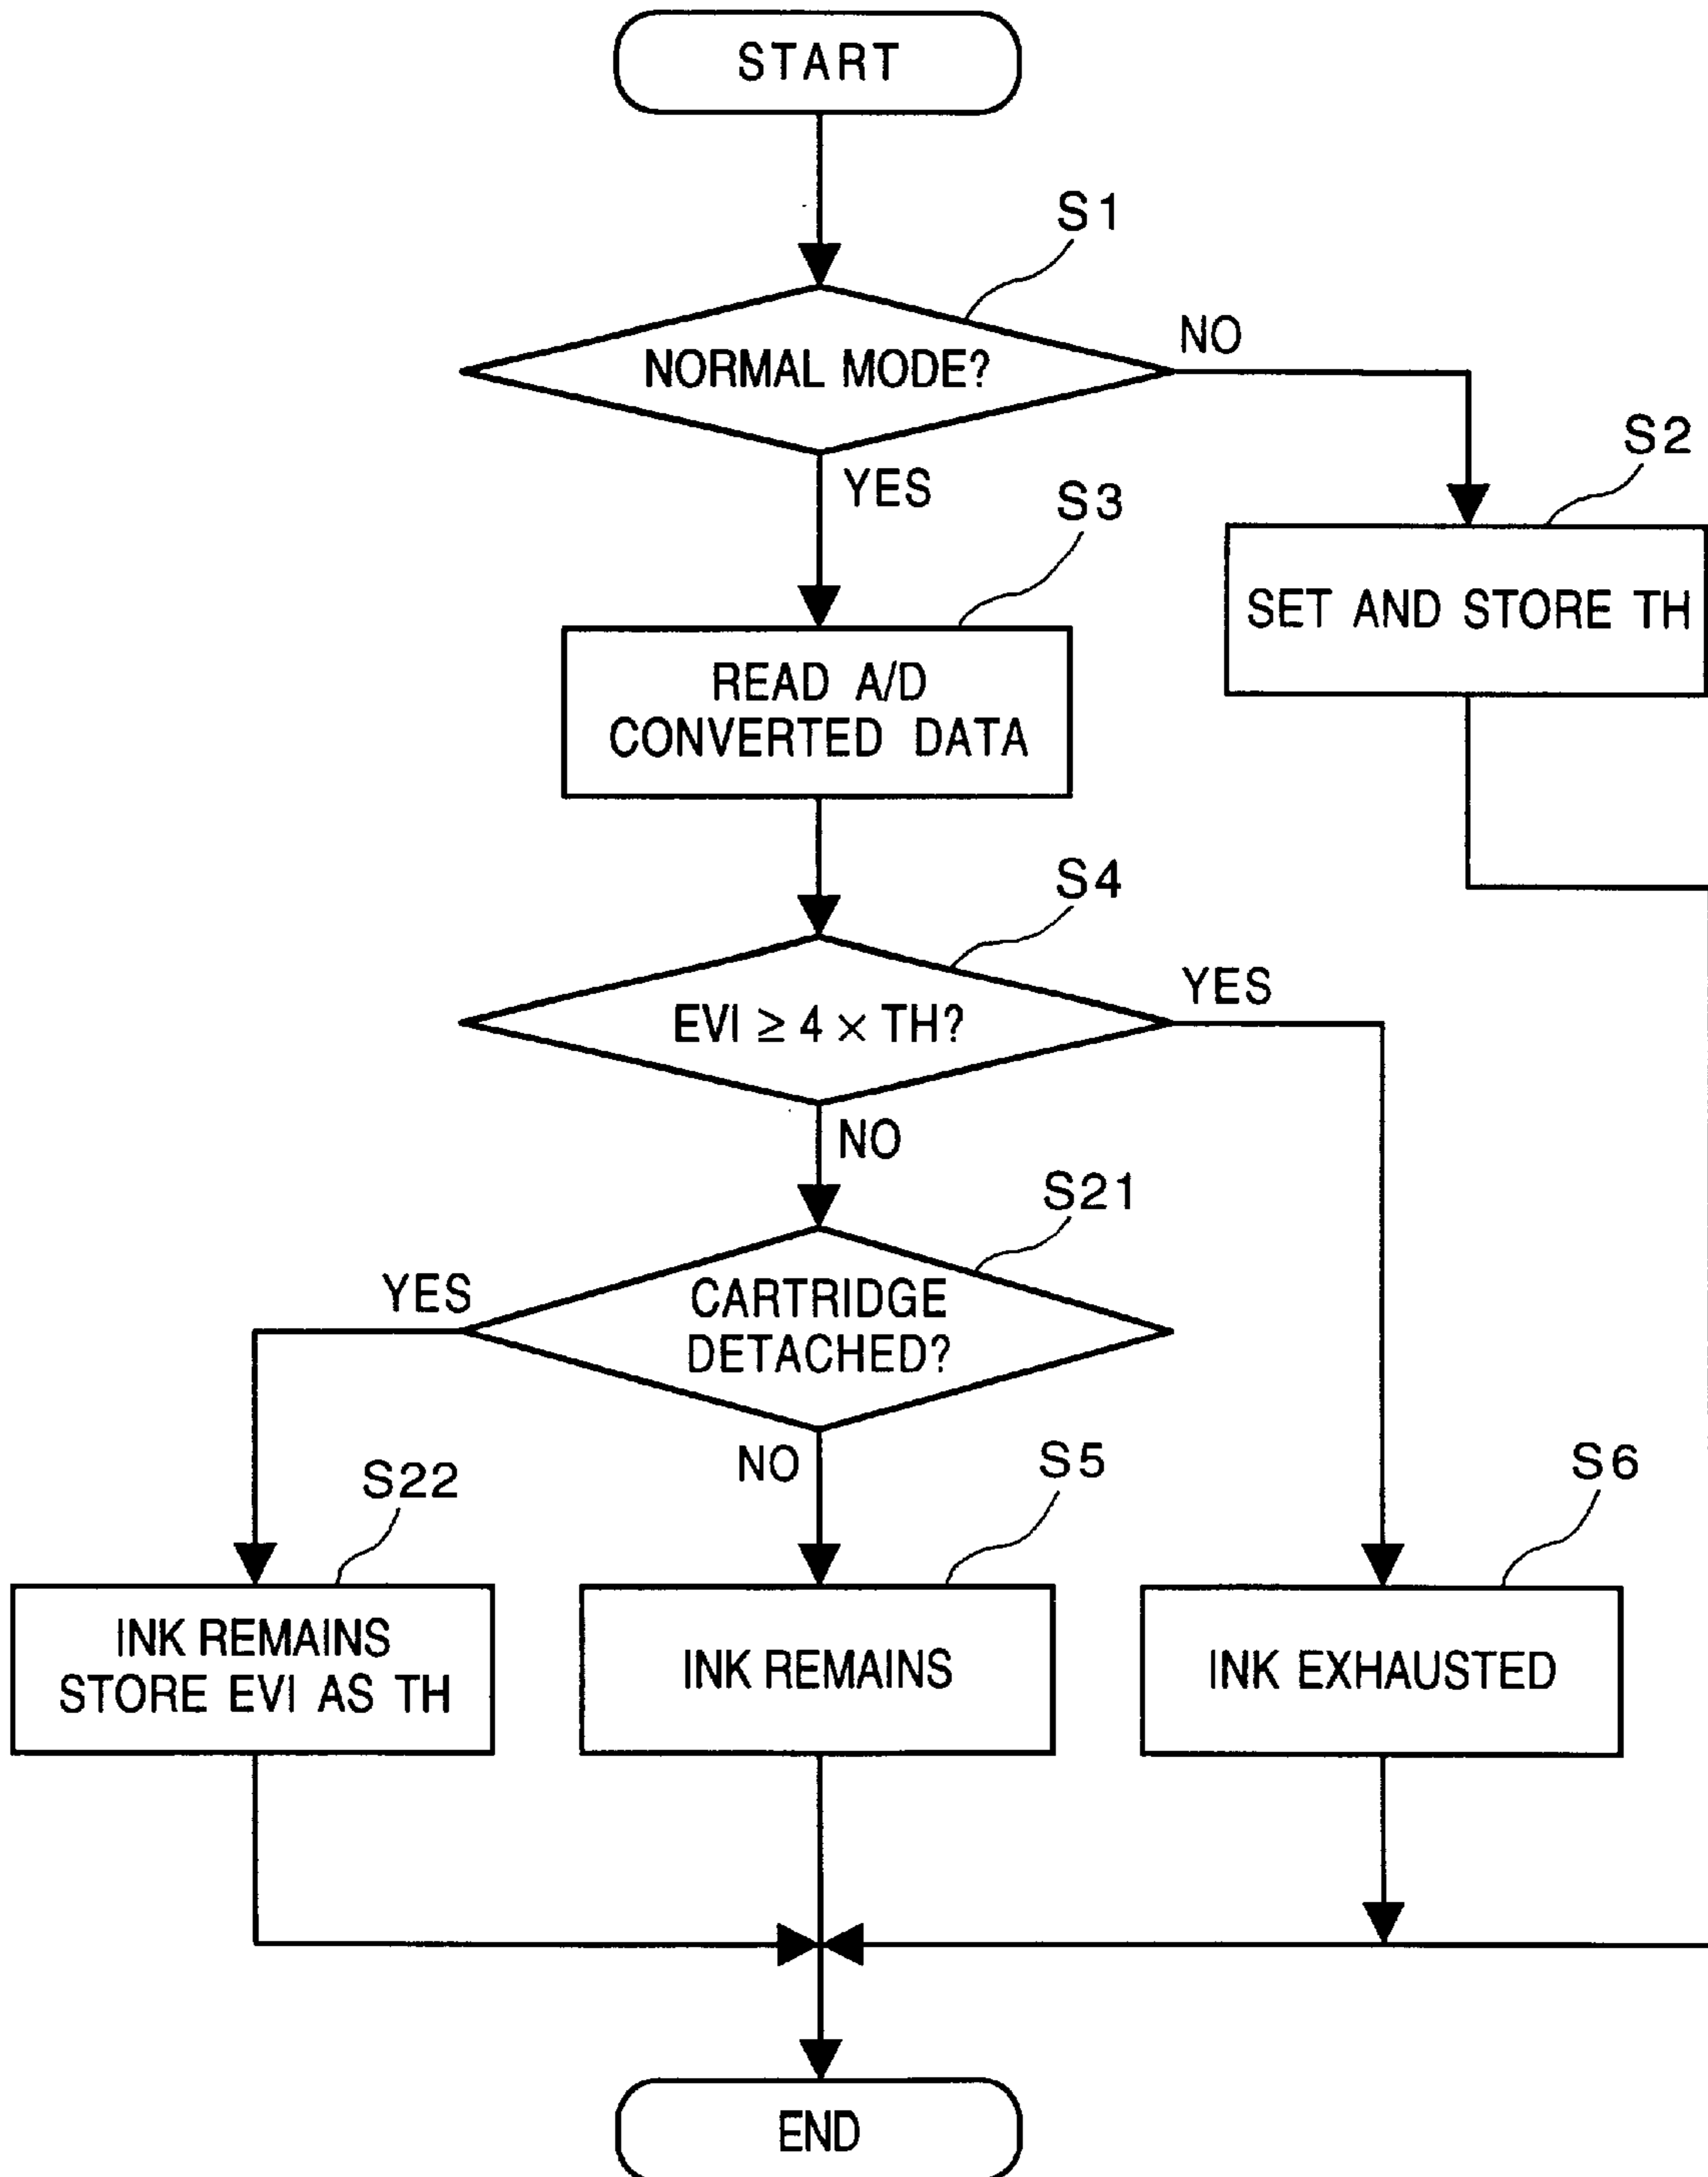 START
S1
NORMAL MODE?
NO
YES
S2
SET AND STORE TH
S3
READ A/D
CONVERTED DATA
S4
EVI ≥ 4 × TH?
YES
NO
S21
CARTRIDGE
DETACHED?
YES
NO
S22
INK REMAINS
STORE EVI AS TH
S5
INK REMAINS
S6
INK EXHAUSTED
END